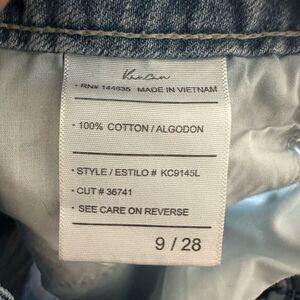 KanCan
• RN# 144635 MADE IN VIETNAM
• 100% COTTON / ALGODON
• STYLE / ESTILO # KC9145L
• CUT # 36741
• SEE CARE ON REVERSE
9 / 28